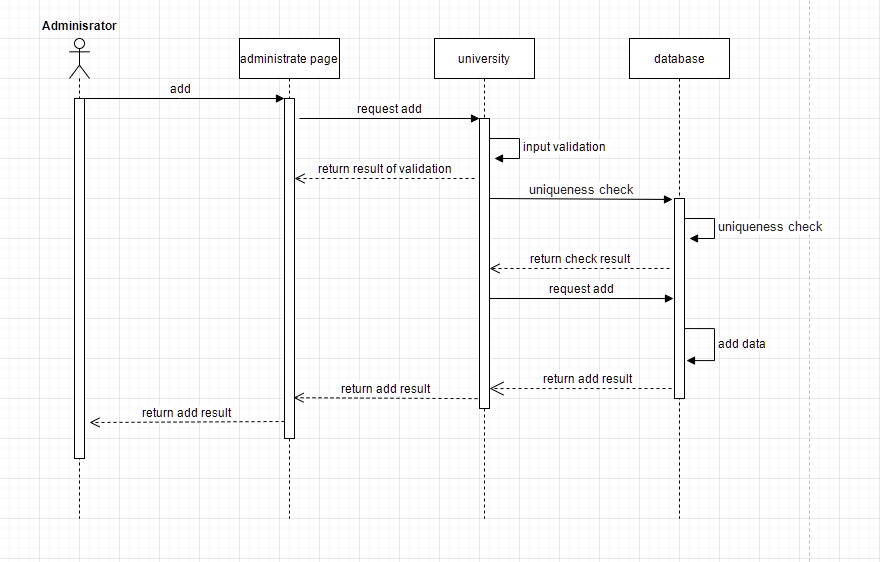 Adminisrator
administrate page
university
database
add
request add
input validation
return result of validation
uniqueness check
uniqueness check
return check result
request add
add data
return add result
return add result
return add result